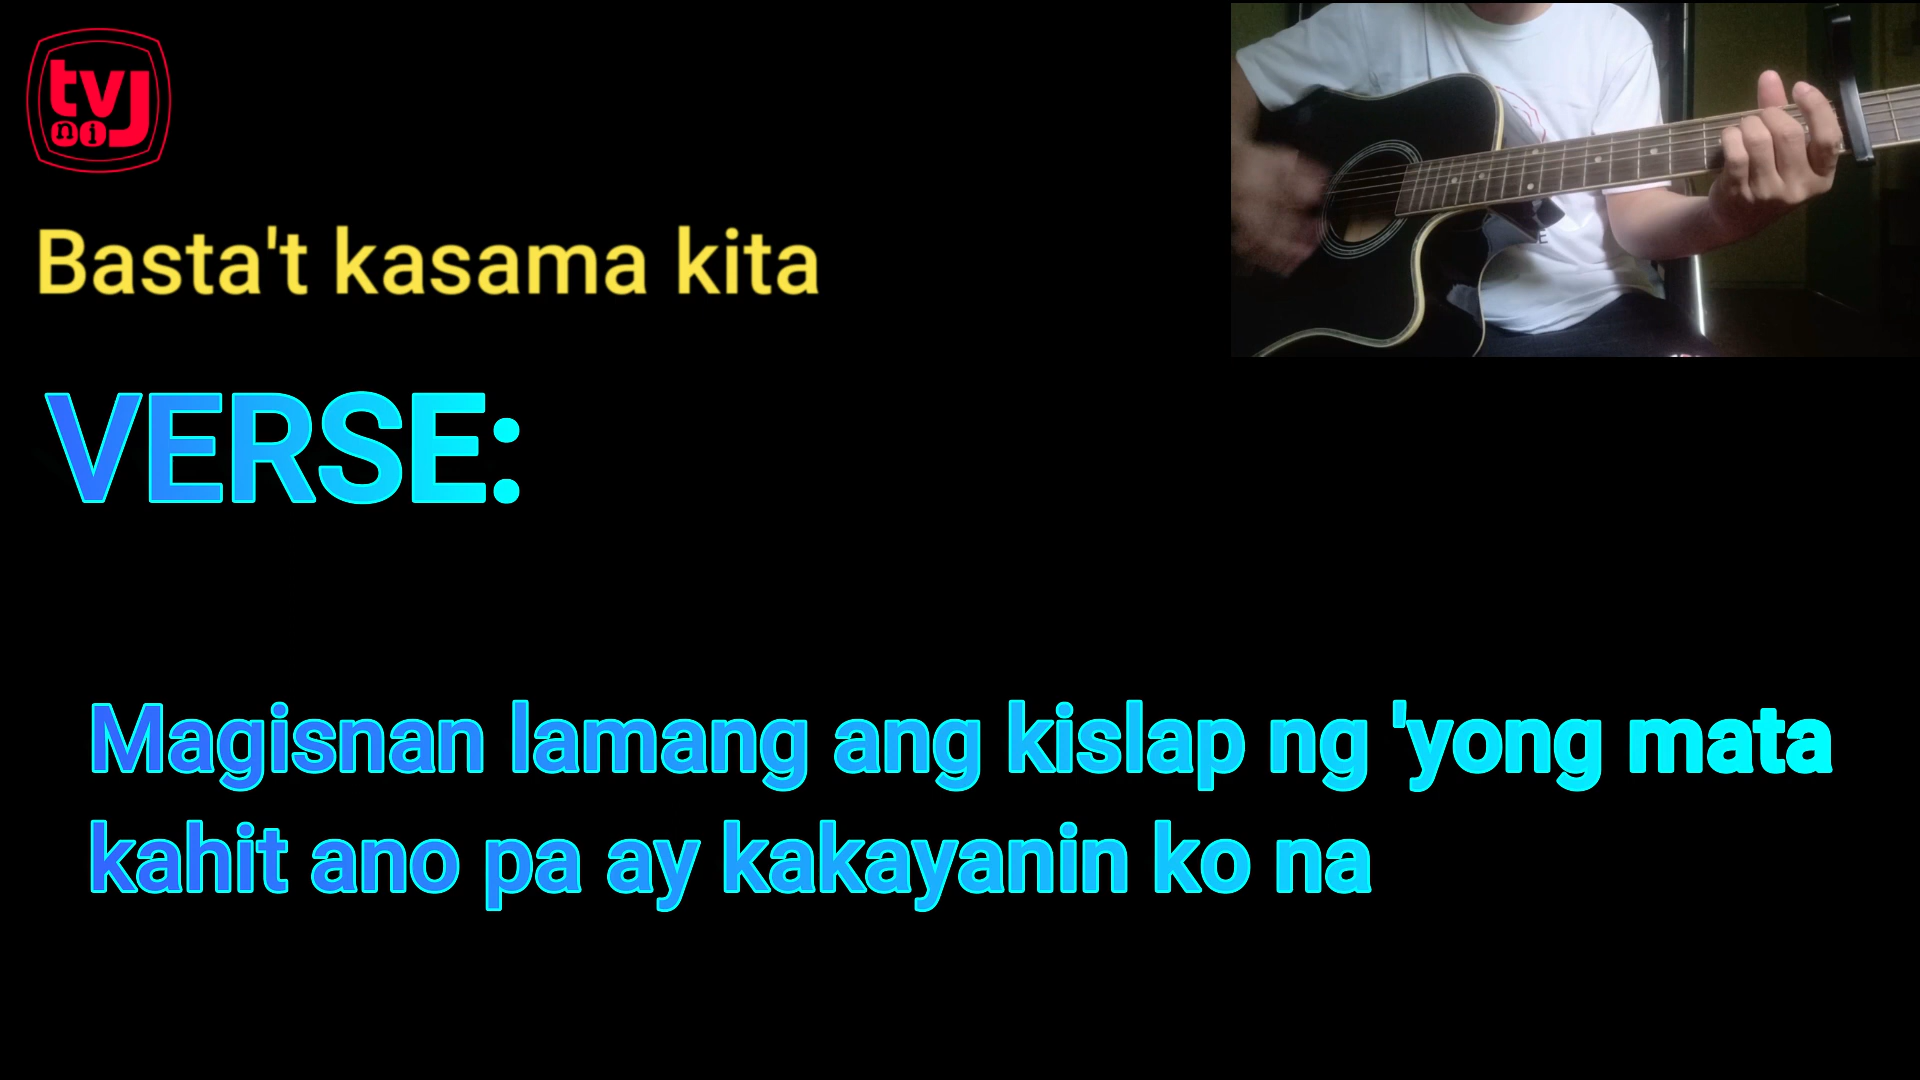 tvj
ni
Basta't kasama kita
VERSE:
Magisnan lamang ang kislap ng 'yong mata
kahit ano pa ay kakayanin ko na